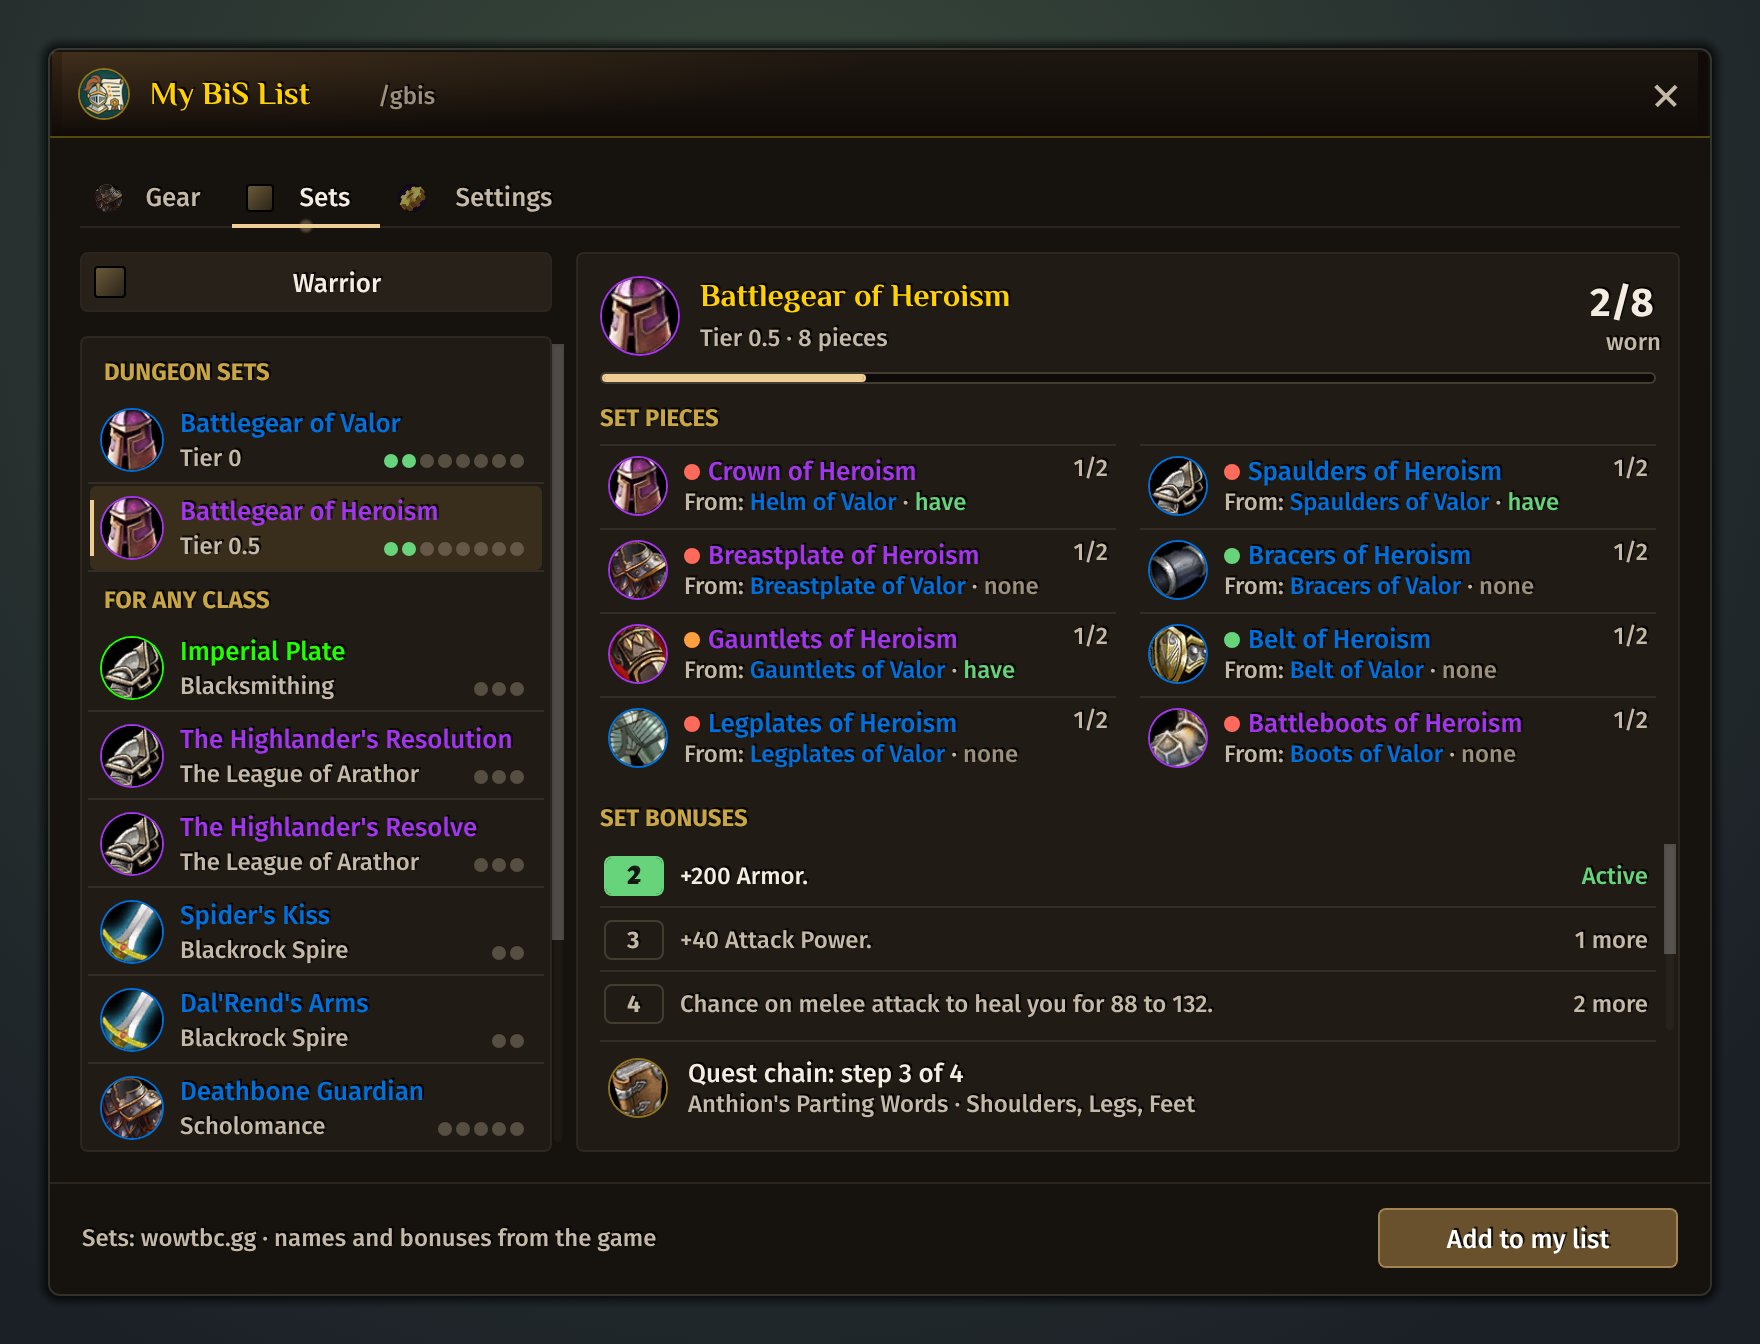 My BiS List /gbis
Gear Sets Settings
Warrior
DUNGEON SETS
Battlegear of Valor
Tier 0
Battlegear of Heroism
Tier 0.5
FOR ANY CLASS
Imperial Plate
Blacksmithing
The Highlander's Resolution
The League of Arathor
The Highlander's Resolve
The League of Arathor
Spider's Kiss
Blackrock Spire
Dal'Rend's Arms
Blackrock Spire
Deathbone Guardian
Scholomance
Battlegear of Heroism
Tier 0.5 · 8 pieces
2/8
worn
SET PIECES
Crown of Heroism 1/2
From: Helm of Valor · have
Spaulders of Heroism 1/2
From: Spaulders of Valor · have
Breastplate of Heroism 1/2
From: Breastplate of Valor · none
Bracers of Heroism 1/2
From: Bracers of Valor · none
Gauntlets of Heroism 1/2
From: Gauntlets of Valor · have
Belt of Heroism 1/2
From: Belt of Valor · none
Legplates of Heroism 1/2
From: Legplates of Valor · none
Battleboots of Heroism 1/2
From: Boots of Valor · none
SET BONUSES
2 +200 Armor. Active
3 +40 Attack Power. 1 more
4 Chance on melee attack to heal you for 88 to 132. 2 more
Quest chain: step 3 of 4
Anthion's Parting Words · Shoulders, Legs, Feet
Sets: wowtbc.gg · names and bonuses from the game
Add to my list